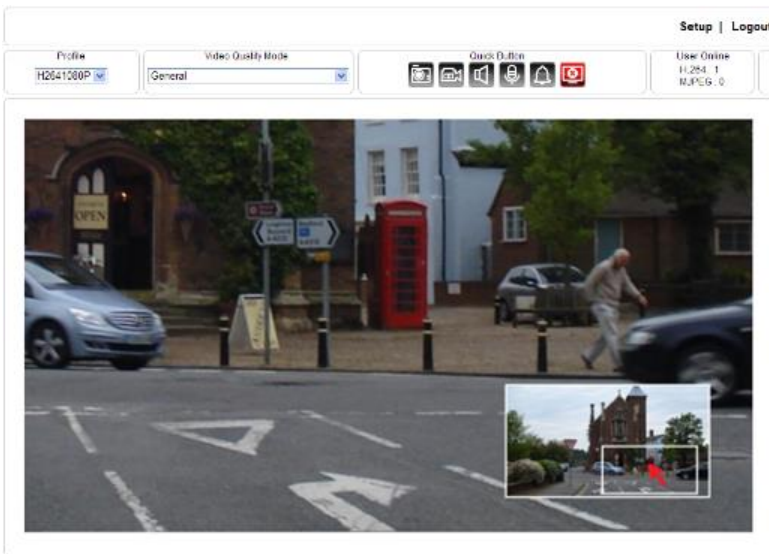 Setup | Logout
Profile
Video Quality Mode
Quick Button
User Online
H2641080P
General
H.264 : 1
MJPEG : 0
OPEN